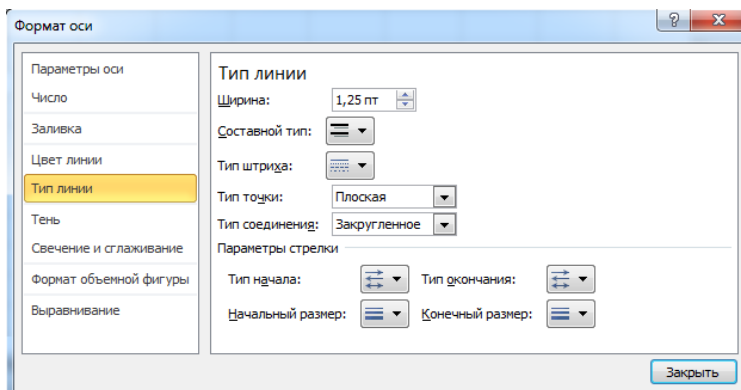 Формат оси
Параметры оси
Число
Заливка
Цвет линии
Тип линии
Тень
Свечение и сглаживание
Формат объемной фигуры
Выравнивание
Тип линии
Ширина: 1,25 пт
Составной тип:
Тип штриха:
Тип точки: Плоская
Тип соединения: Закругленное
Параметры стрелки
Тип начала: Тип окончания:
Начальный размер: Конечный размер:
Закрыть